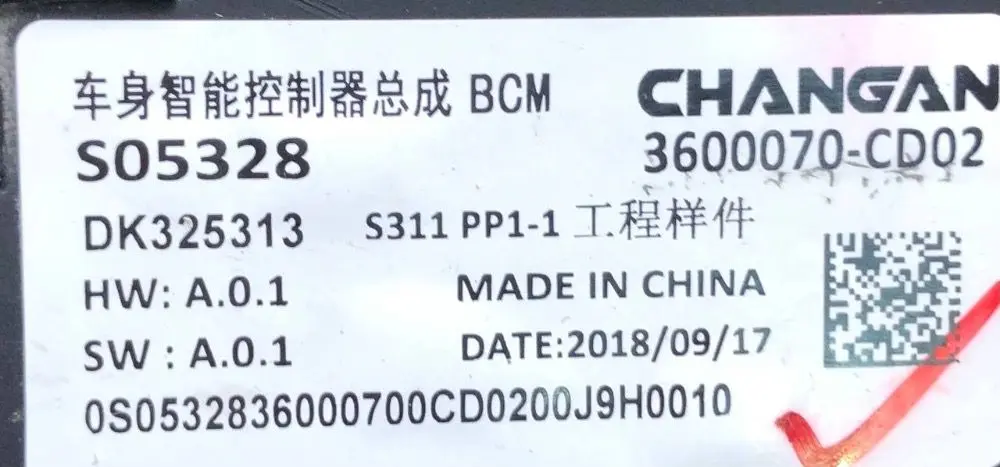 车身智能控制器总成 BCM
CHANGAN
S05328
3600070-CD02
DK325313
S311 PP1-1 工程样件
HW: A.0.1
MADE IN CHINA
SW : A.0.1
DATE:2018/09/17
0S0532836000700CD0200J9H0010